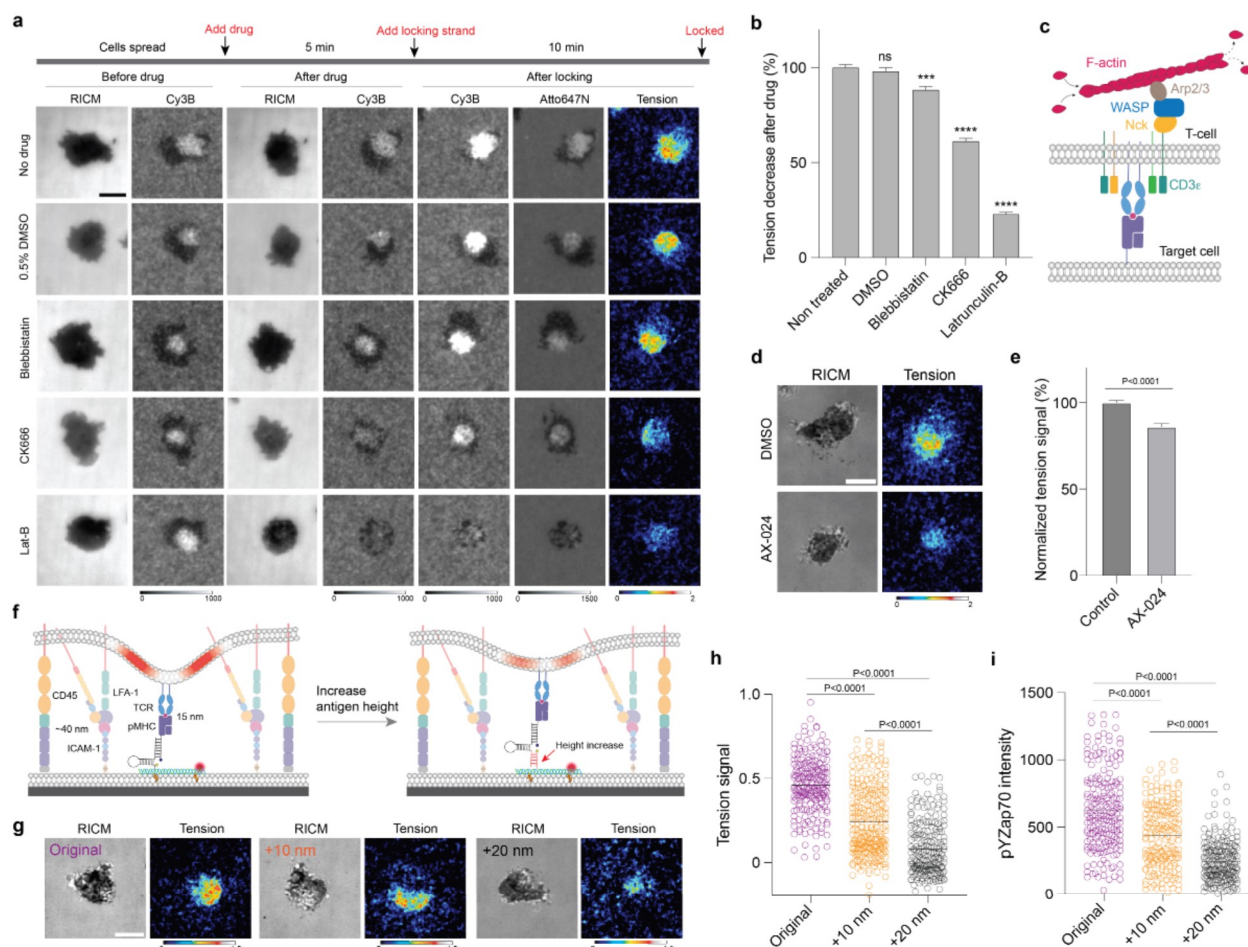 a
Add drug
Add locking strand
Locked
Cells spread
5 min
10 min
Before drug
After drug
After locking
RICM
Cy3B
RICM
Cy3B
Cy3B
Atto647N
Tension
No drug
0.5% DMSO
Blebbistatin
CK666
Lat-B
0 1000
0 1000
0 1000
0 1500
0 1 2
b
Tension decrease after drug (%)
100
50
0
ns
***
****
****
Non treated
DMSO
Blebbistatin
CK666
Latrunculin-B
c
F-actin
Arp2/3
WASP
Nck
T-cell
CD3ε
Target cell
d
RICM
Tension
DMSO
AX-024
0 1 2
e
Normalized tension signal (%)
P<0.0001
100
50
0
Control
AX-024
f
CD45
~40 nm
ICAM-1
LFA-1
TCR
pMHC
15 nm
Increase
antigen height
Height increase
g
RICM
Tension
RICM
Tension
RICM
Tension
Original
+10 nm
+20 nm
h
P<0.0001
P<0.0001
P<0.0001
Tension signal
1.0
0.5
0
Original
+10 nm
+20 nm
i
P<0.0001
P<0.0001
P<0.0001
pYZap70 intensity
1500
1000
500
0
Original
+10 nm
+20 nm